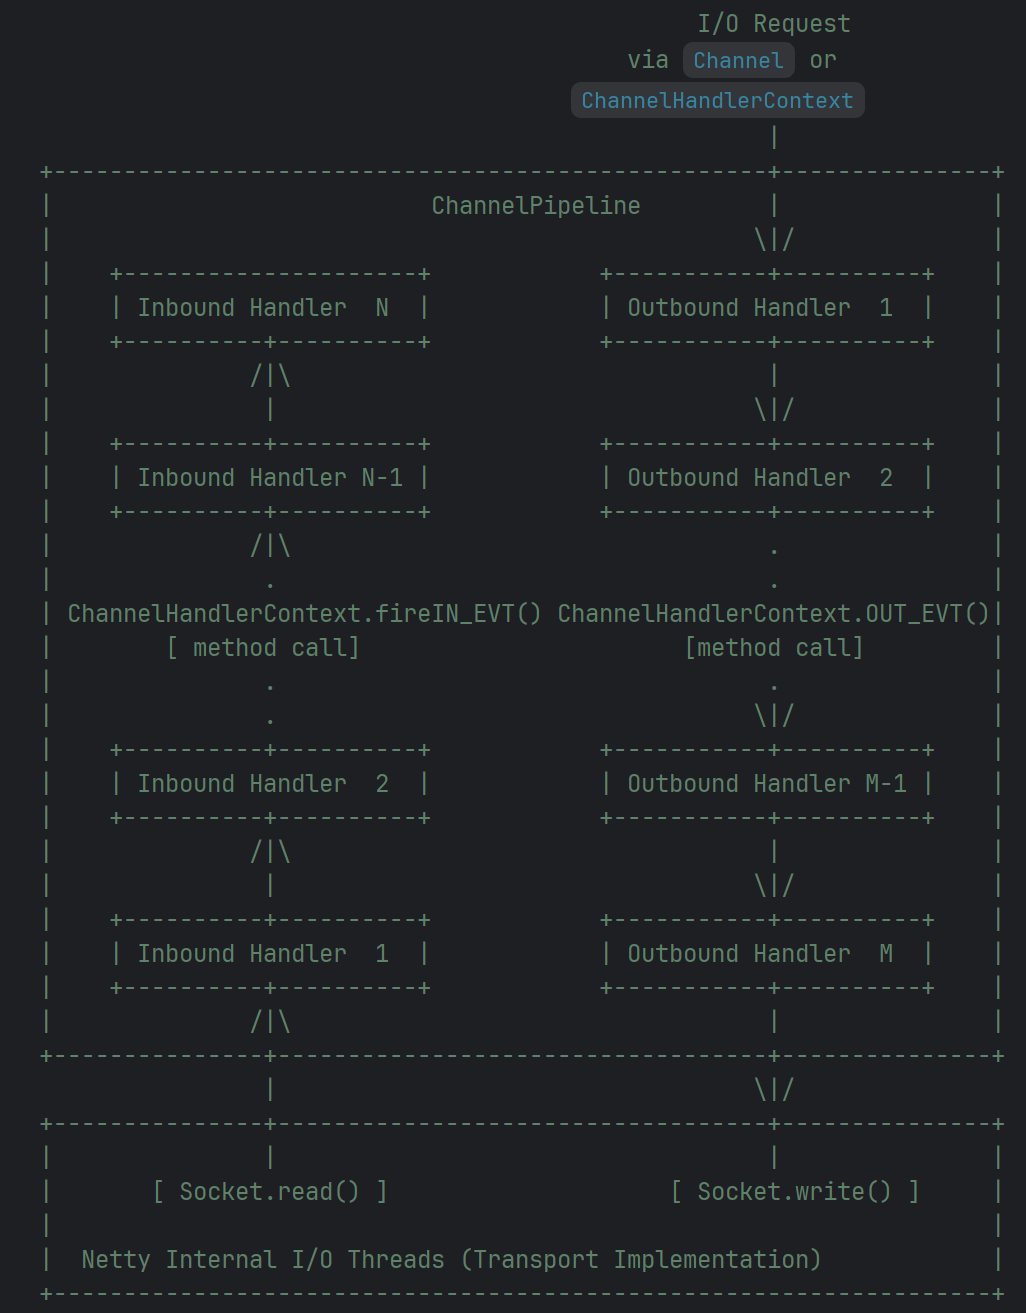 I/O Request
                                          via Channel or
                                      ChannelHandlerContext
                                                    |
+---------------------------------------------------+---------------+
|                           ChannelPipeline         |               |
|                                                  \|/              |
|    +---------------------+            +-----------+----------+    |
|    | Inbound Handler  N  |            | Outbound Handler  1  |    |
|    +----------+----------+            +-----------+----------+    |
|              /|\                                  |               |
|               |                                  \|/              |
|    +----------+----------+            +-----------+----------+    |
|    | Inbound Handler N-1 |            | Outbound Handler  2  |    |
|    +----------+----------+            +-----------+----------+    |
|              /|\                                  .               |
|               .                                   .               |
| ChannelHandlerContext.fireIN_EVT() ChannelHandlerContext.OUT_EVT()|
|        [ method call]                       [method call]         |
|               .                                   .               |
|               .                                  \|/              |
|    +----------+----------+            +-----------+----------+    |
|    | Inbound Handler  2  |            | Outbound Handler M-1 |    |
|    +----------+----------+            +-----------+----------+    |
|              /|\                                  |               |
|               |                                  \|/              |
|    +----------+----------+            +-----------+----------+    |
|    | Inbound Handler  1  |            | Outbound Handler  M  |    |
|    +----------+----------+            +-----------+----------+    |
|              /|\                                  |               |
+---------------+-----------------------------------+---------------+
                |                                  \|/
+---------------+-----------------------------------+---------------+
|               |                                   |               |
|       [ Socket.read() ]                    [ Socket.write() ]     |
|                                                                   |
|  Netty Internal I/O Threads (Transport Implementation)            |
+-------------------------------------------------------------------+